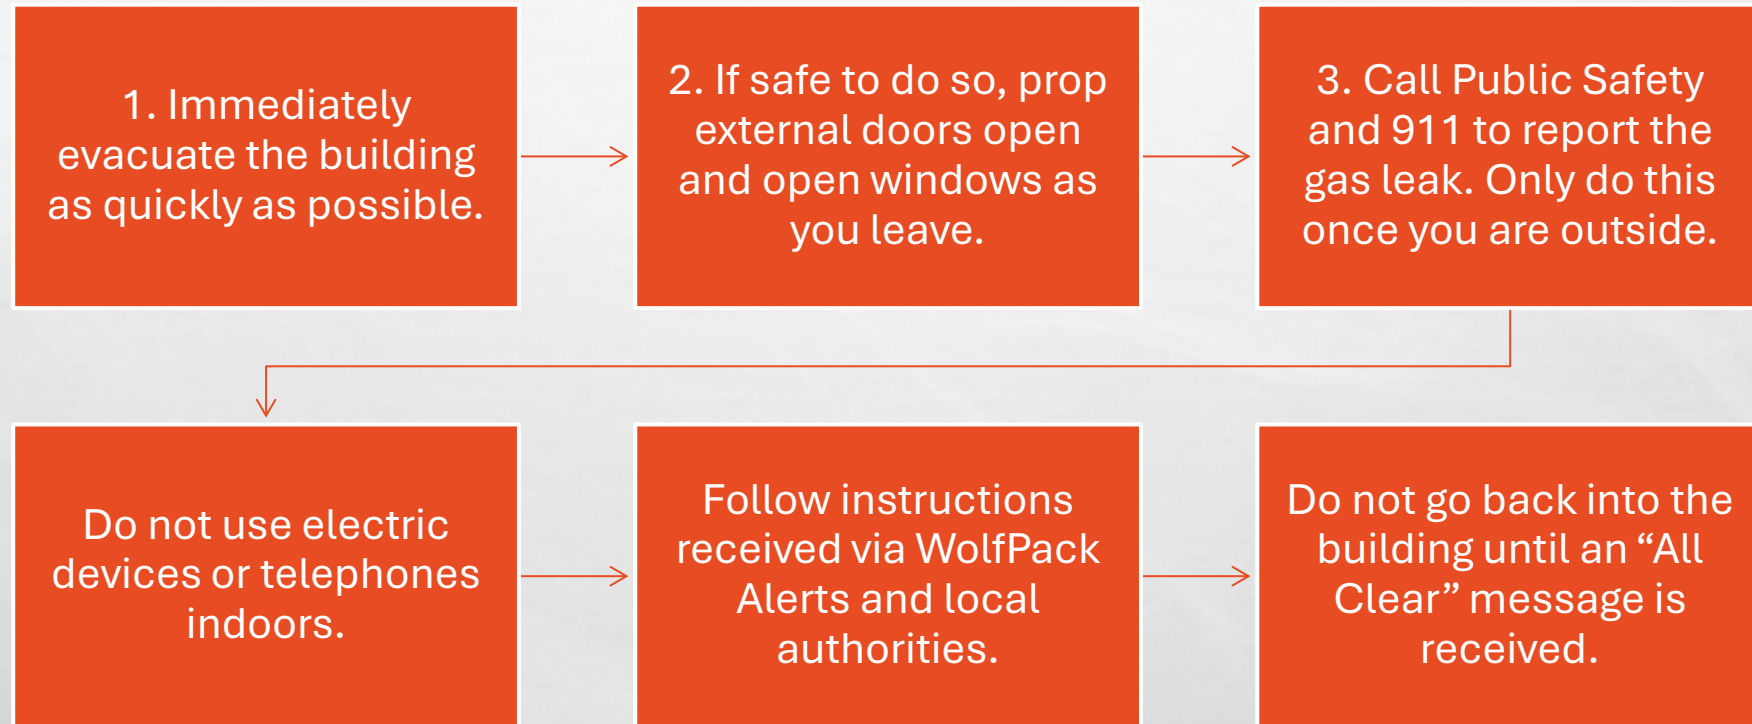 1. Immediately
evacuate the building
as quickly as possible.
2. If safe to do so, prop
external doors open
and open windows as
you leave.
3. Call Public Safety
and 911 to report the
gas leak. Only do this
once you are outside.
Do not use electric
devices or telephones
indoors.
Follow instructions
received via WolfPack
Alerts and local
authorities.
Do not go back into the
building until an “All
Clear” message is
received.